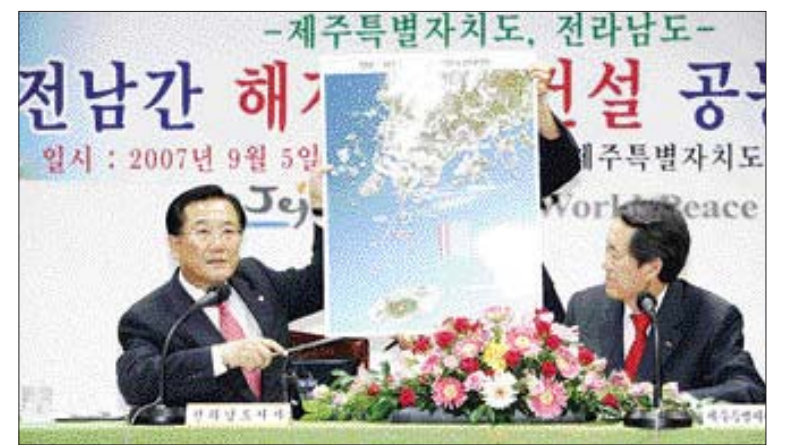 -제주특별자치도, 전라남도-
전남간 해 건설 공
일시 : 2007년 9월 5일 제주특별자치도
Jej World Peace
전라남도지사